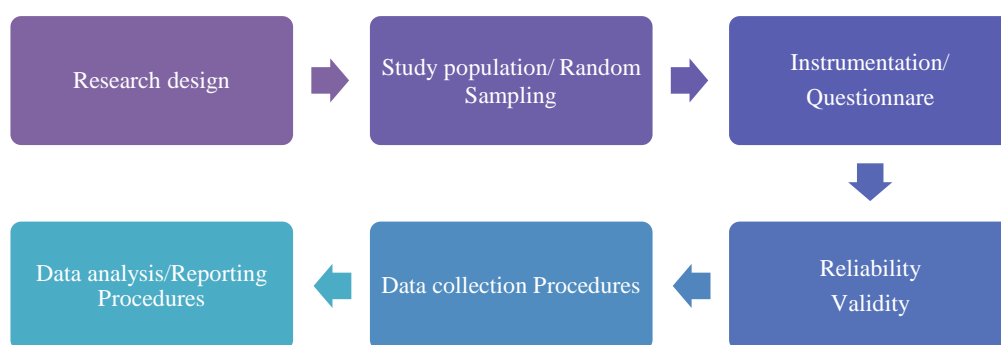 Research design
Study population/ Random
Sampling
Instrumentation/
Questionnare
Reliability
Validity
Data collection Procedures
Data analysis/Reporting
Procedures